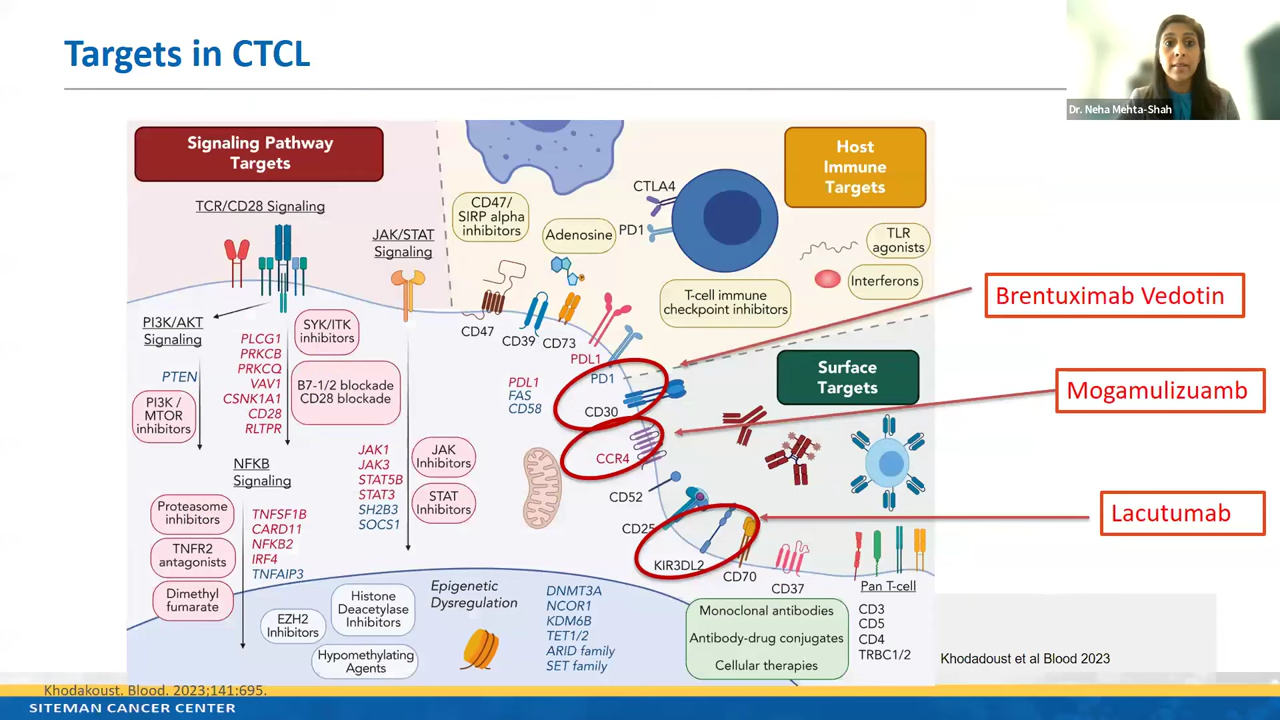 Targets in CTCL
Dr. Neha Mehta-Shah
Signaling Pathway
Targets
TCR/CD28 Signaling
JAK/STAT
Signaling
PI3K/AKT
Signaling
PTEN
PI3K /
MTOR
inhibitors
PLCG1
PRKCB
PRKCQ
VAV1
CSNK1A1
CD28
RLTPR
SYK/ITK
inhibitors
B7-1/2 blockade
CD28 blockade
NFKB
Signaling
Proteasome
inhibitors
TNFR2
antagonists
Dimethyl
fumarate
TNFSF1B
CARD11
NFKB2
IRF4
TNFAIP3
JAK1
JAK3
STAT5B
STAT3
SH2B3
SOCS1
JAK
Inhibitors
STAT
Inhibitors
CD47/
SIRP alpha
inhibitors
Adenosine
CTLA4
PD1
Host
Immune
Targets
TLR
agonists
Interferons
T-cell immune
checkpoint inhibitors
CD47
CD39
CD73
PDL1
PD1
PDL1
FAS
CD58
CD30
CCR4
CD52
CD25
KIR3DL2
CD70
CD37
Surface
Targets
Brentuximab Vedotin
Mogamulizuamb
Lacutumab
Pan T-cell
CD3
CD5
CD4
TRBC1/2
Monoclonal antibodies
Antibody-drug conjugates
Cellular therapies
EZH2
Inhibitors
Histone
Deacetylase
Inhibitors
Hypomethylating
Agents
Epigenetic
Dysregulation
DNMT3A
NCOR1
KDM6B
TET1/2
ARID family
SET family
Khodadoust et al Blood 2023
Khodakoust. Blood. 2023;141:695.
SITEMAN CANCER CENTER